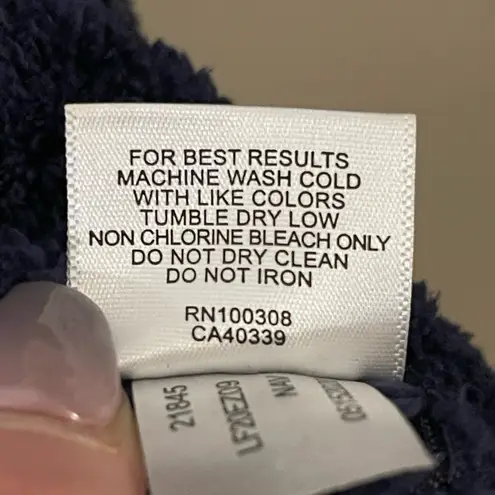 FOR BEST RESULTS
MACHINE WASH COLD
WITH LIKE COLORS
TUMBLE DRY LOW
NON CHLORINE BLEACH ONLY
DO NOT DRY CLEAN
DO NOT IRON
RN100308
CA40339
21845
LF20EZ09